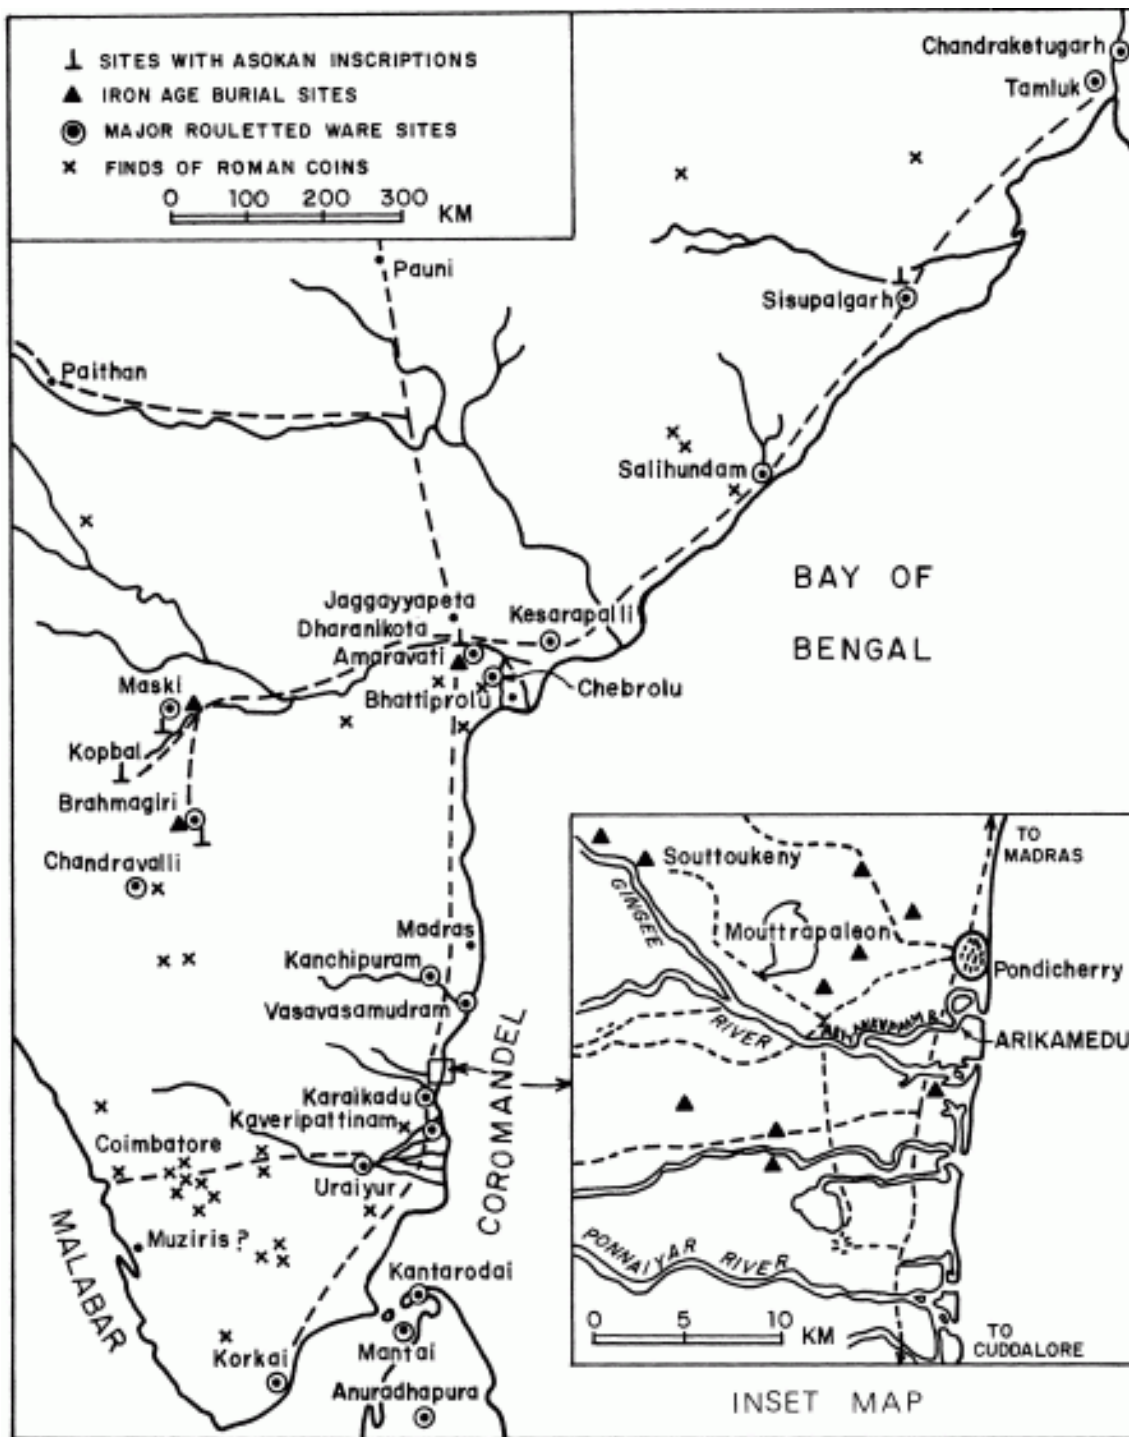 SITES WITH ASOKAN INSCRIPTIONS
IRON AGE BURIAL SITES
MAJOR ROULETTED WARE SITES
FINDS OF ROMAN COINS
0 100 200 300 KM
Chandraketugarh
Tamluk
Pauni
Sisupalgarh
Paithan
Salihundam
BAY OF
BENGAL
Jaggayyapeta
Kesarapalli
Dharanikota
Amaravati
Maski
Bhattiprolu
Chebrolu
Kopbal
Brahmagiri
Chandravalli
Madras
Kanchipuram
Vasavasamudram
COROMANDEL
Karaikadu
Kaveripattinam
Coimbatore
Uraiyur
MALABAR
Muziris ?
Kantarodai
Korkai
Mantai
Anuradhapura
TO
MADRAS
Souttoukeny
GINGEE
RIVER
Mouttrapaleon
Pondicherry
ARIKAMEDU
PONNAIYAR RIVER
0 5 10
KM
TO
CUDDALORE
INSET MAP